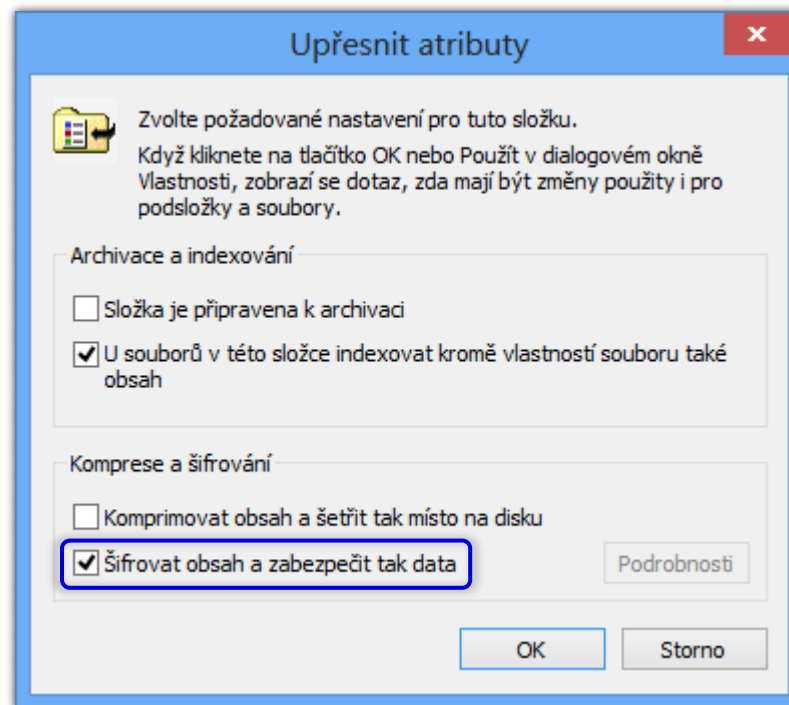 Upřesnit atributy
Zvolte požadované nastavení pro tuto složku.
Když kliknete na tlačítko OK nebo Použít v dialogovém okně
Vlastnosti, zobrazí se dotaz, zda mají být změny použity i pro
podsložky a soubory.
Archivace a indexování
Složka je připravena k archivaci
U souborů v této složce indexovat kromě vlastností souboru také
obsah
Komprese a šifrování
Komprimovat obsah a šetřit tak místo na disku
Šifrovat obsah a zabezpečit tak data
Podrobnosti
OK
Storno